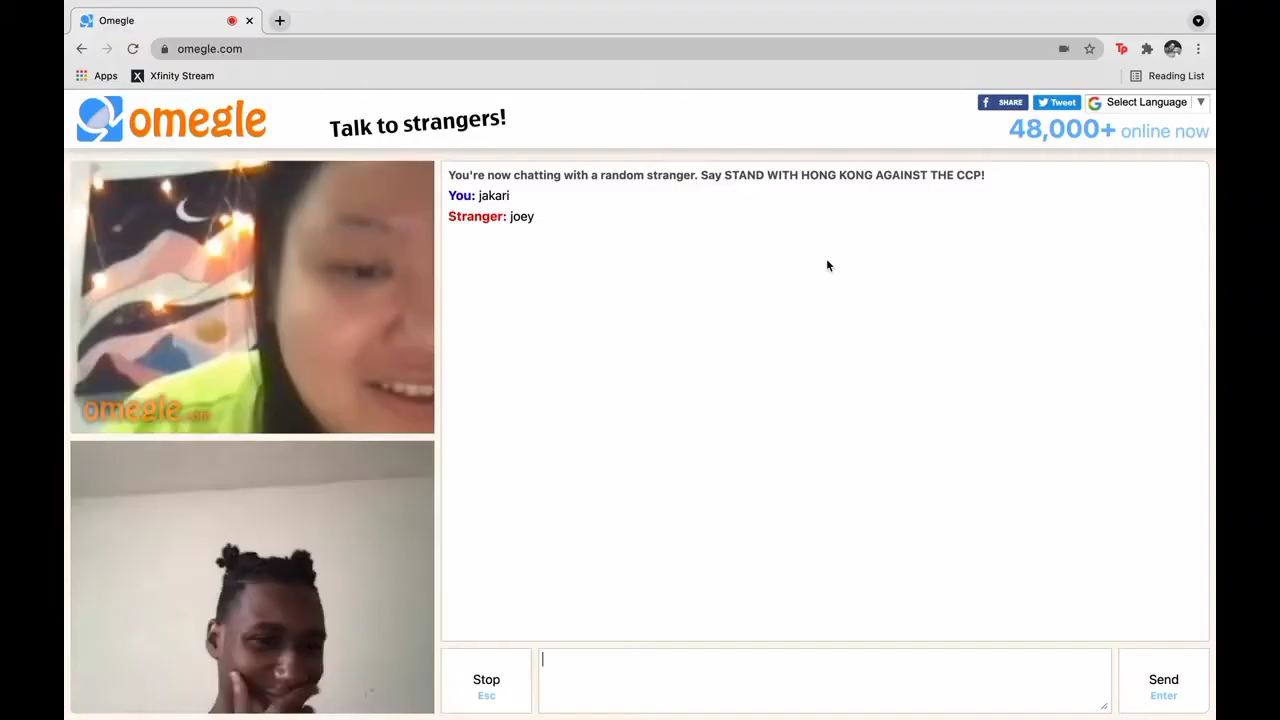 Omegle
omegle.com
Apps
Xfinity Stream
Reading List
omegle
Talk to strangers!
SHARE
Tweet
Select Language
48,000+ online now
You're now chatting with a random stranger. Say STAND WITH HONG KONG AGAINST THE CCP!
You: jakari
Stranger: joey
omegle.com
Stop
Esc
Send
Enter